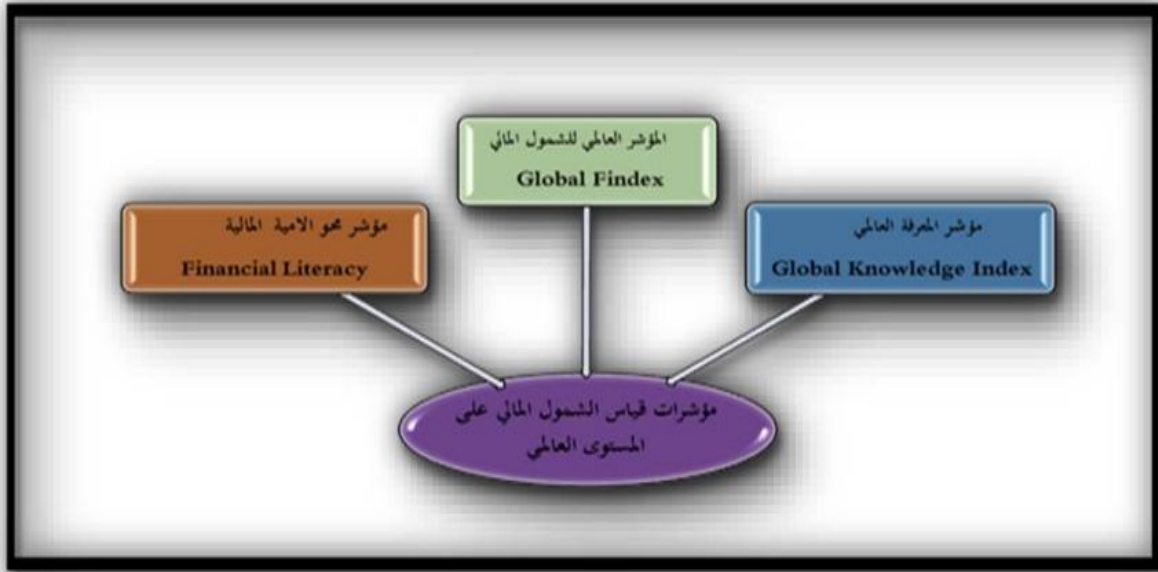 المؤشر العالمي للشمول المالي
Global Findex
مؤشر المعرفة العالمي
Global Knowledge Index
مؤشر محو الامية المالية
Financial Literacy
مؤشرات قياس الشمول المالي على
المستوى العالمي